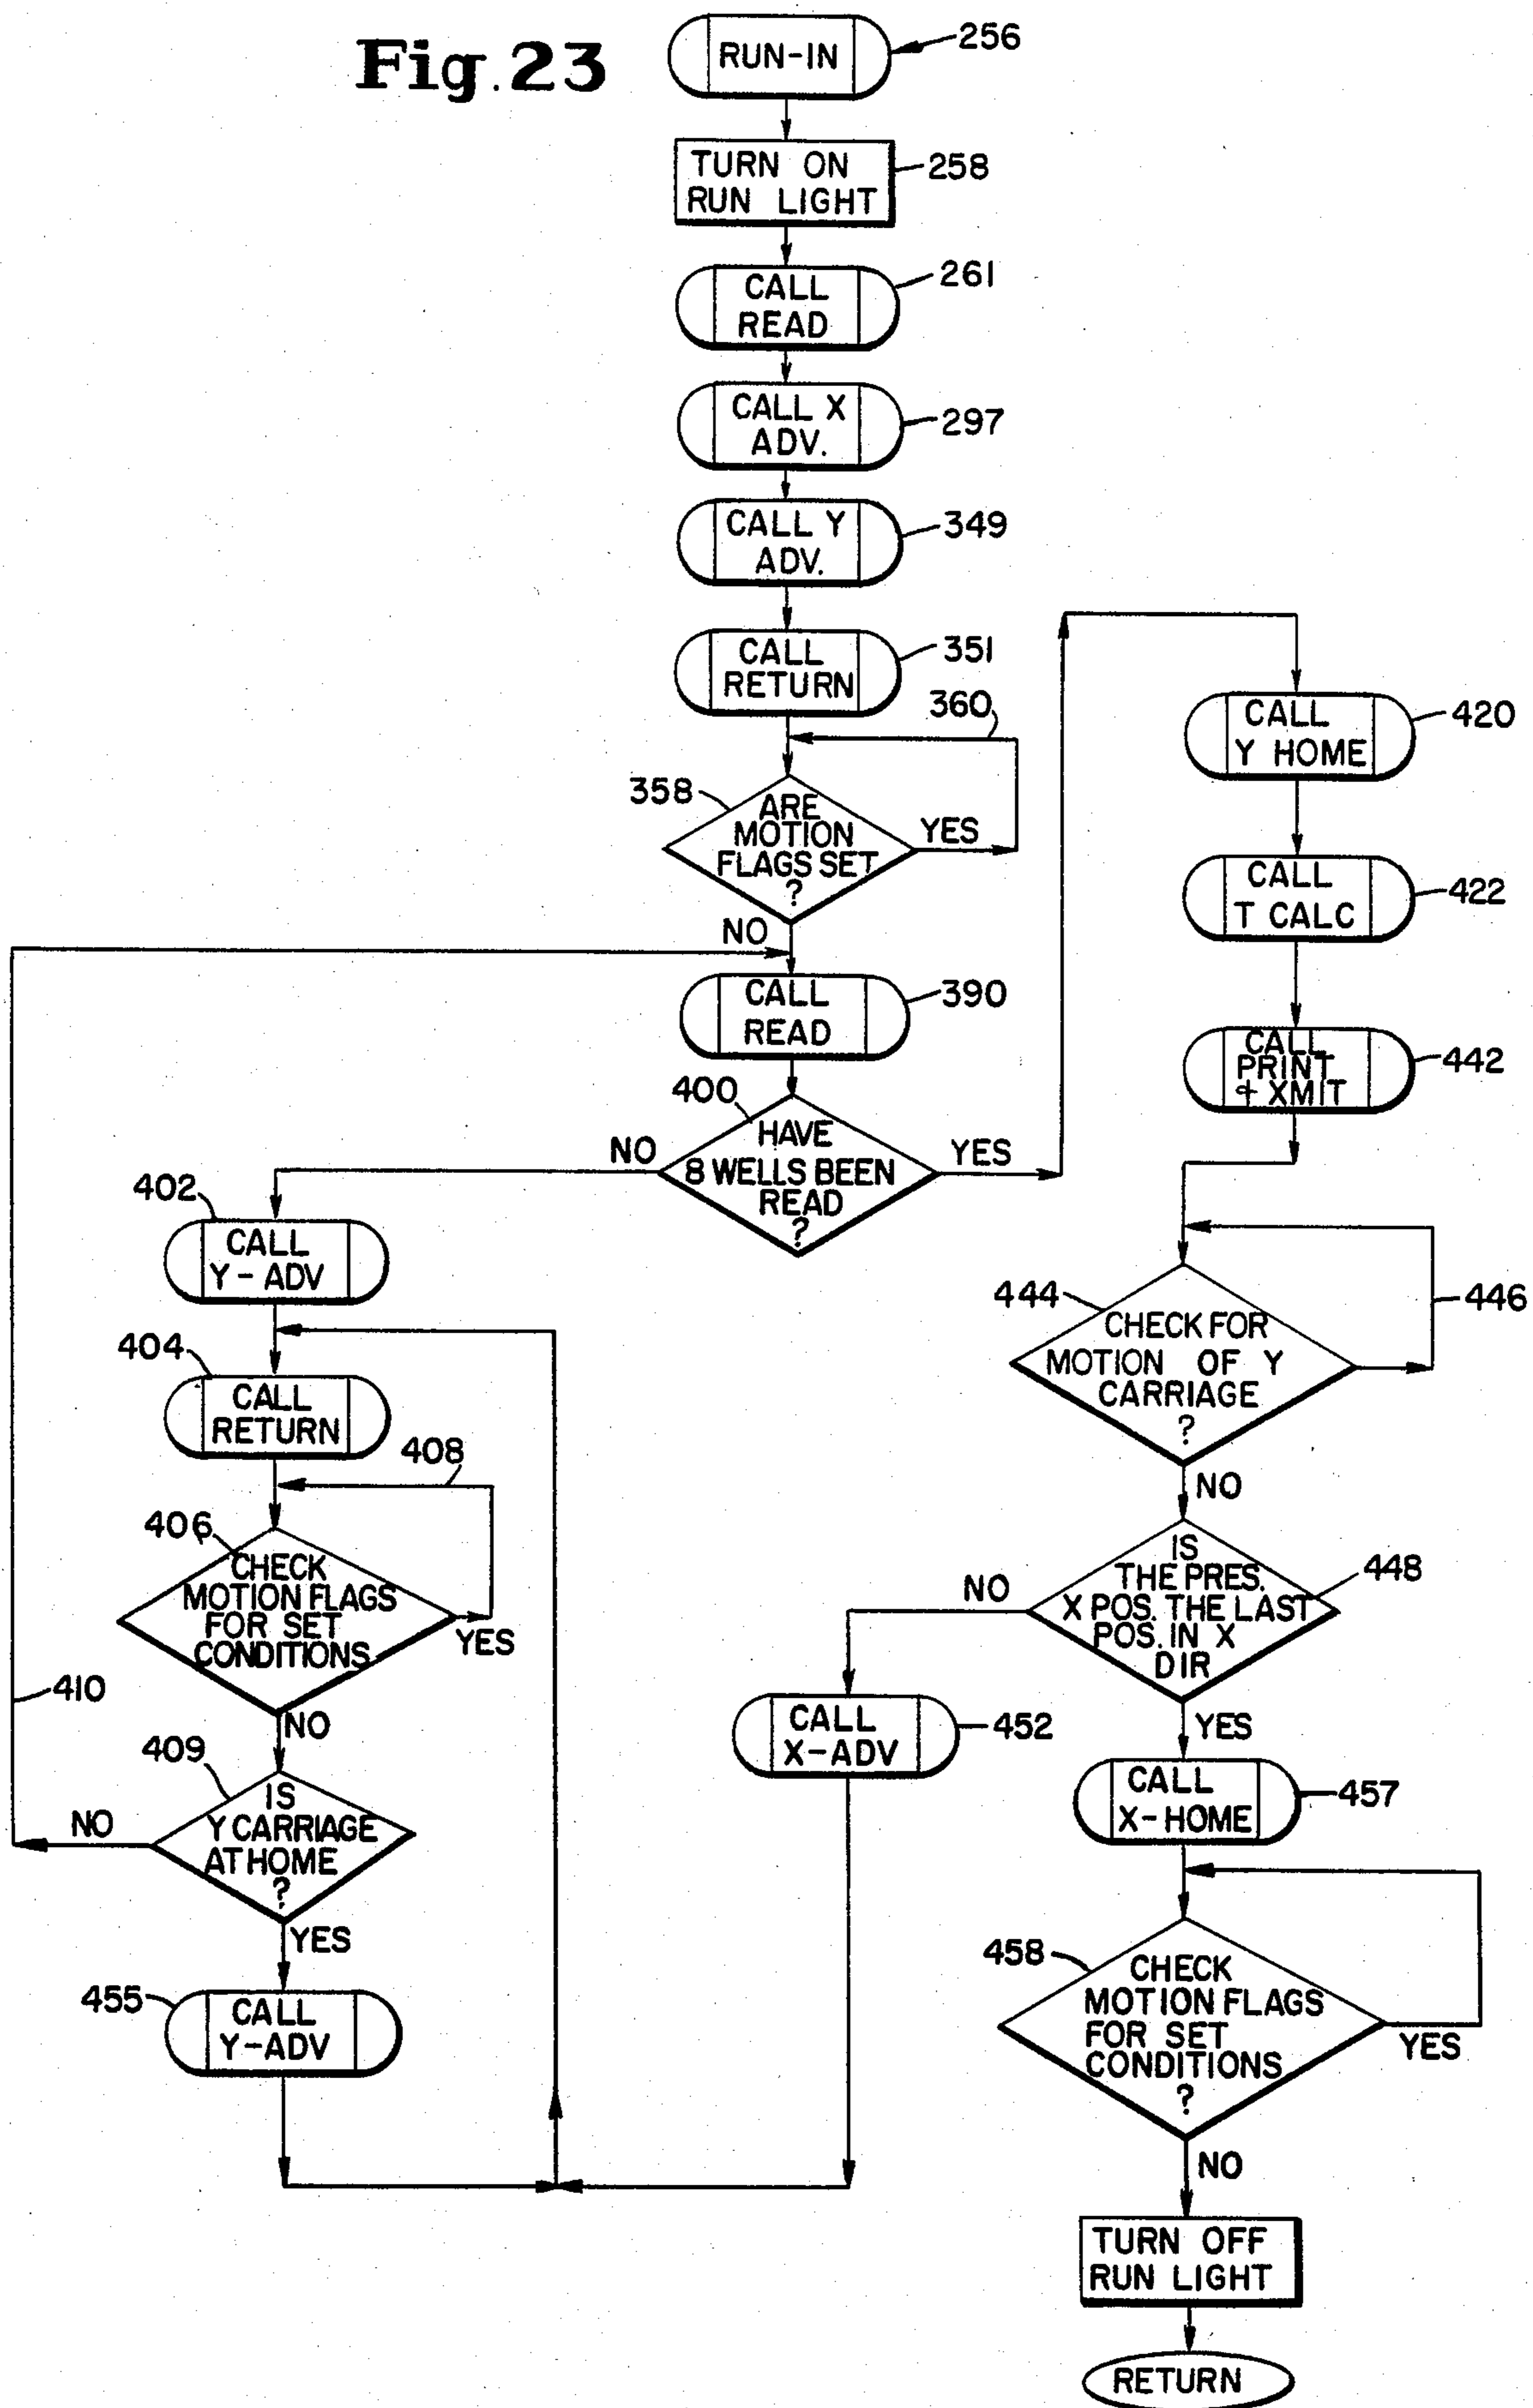 Fig. 23
RUN-IN
256
TURN ON
RUN LIGHT
258
CALL
READ
261
CALL X
ADV.
297
CALL Y
ADV.
349
CALL
RETURN
351
360
358
ARE
MOTION
FLAGS SET
?
YES
NO
CALL
READ
390
400
HAVE
8 WELLS BEEN
READ
?
NO
YES
402
CALL
Y-ADV
404
CALL
RETURN
408
406
CHECK
MOTION FLAGS
FOR SET
CONDITIONS
YES
NO
410
409
IS
Y CARRIAGE
AT HOME
?
NO
YES
455
CALL
Y-ADV
CALL
Y HOME
420
CALL
T CALC
422
CALL
PRINT
& XMIT
442
444
CHECK FOR
MOTION OF Y
CARRIAGE
?
446
NO
IS
THE PRES.
X POS. THE LAST
POS. IN X
DIR
448
NO
YES
CALL
X-ADV
452
CALL
X-HOME
457
458
CHECK
MOTION FLAGS
FOR SET
CONDITIONS
?
YES
NO
TURN OFF
RUN LIGHT
RETURN